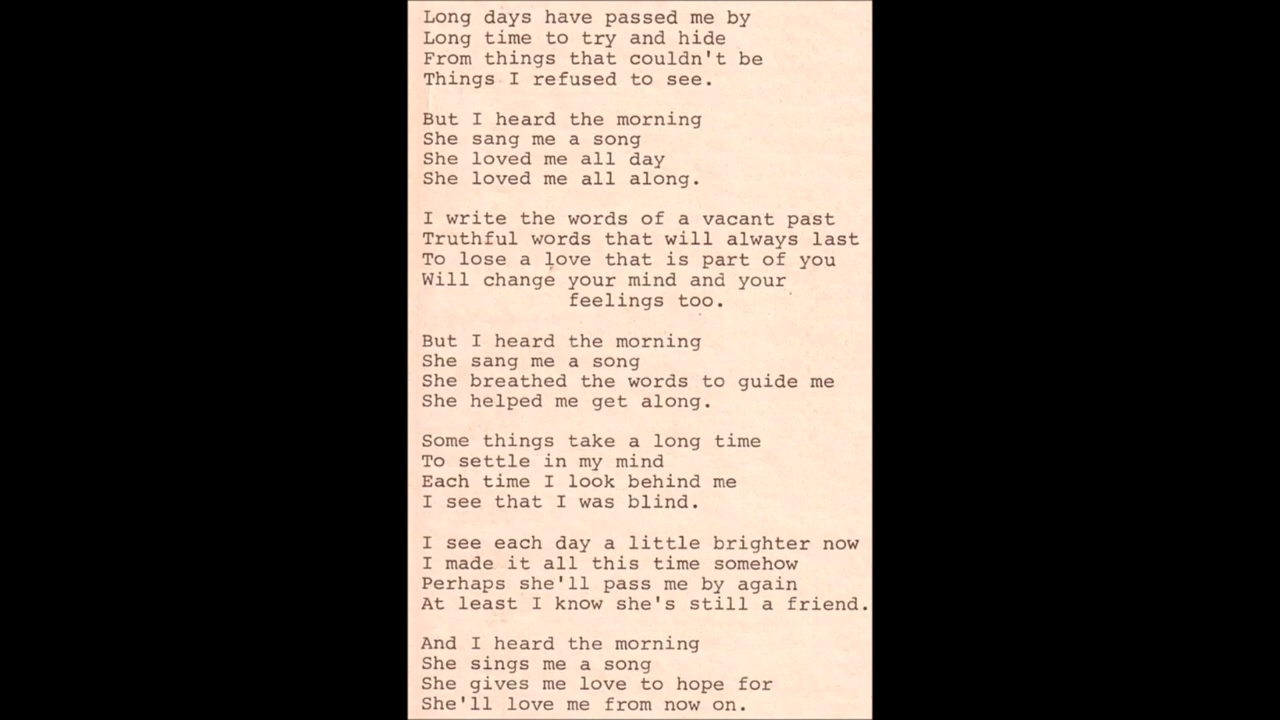 Long days have passed me by
Long time to try and hide
From things that couldn't be
Things I refused to see.

But I heard the morning
She sang me a song
She loved me all day
She loved me all along.

I write the words of a vacant past
Truthful words that will always last
To lose a love that is part of you
Will change your mind and your
feelings too.

But I heard the morning
She sang me a song
She breathed the words to guide me
She helped me get along.

Some things take a long time
To settle in my mind
Each time I look behind me
I see that I was blind.

I see each day a little brighter now
I made it all this time somehow
Perhaps she'll pass me by again
At least I know she's still a friend.

And I heard the morning
She sings me a song
She gives me love to hope for
She'll love me from now on.